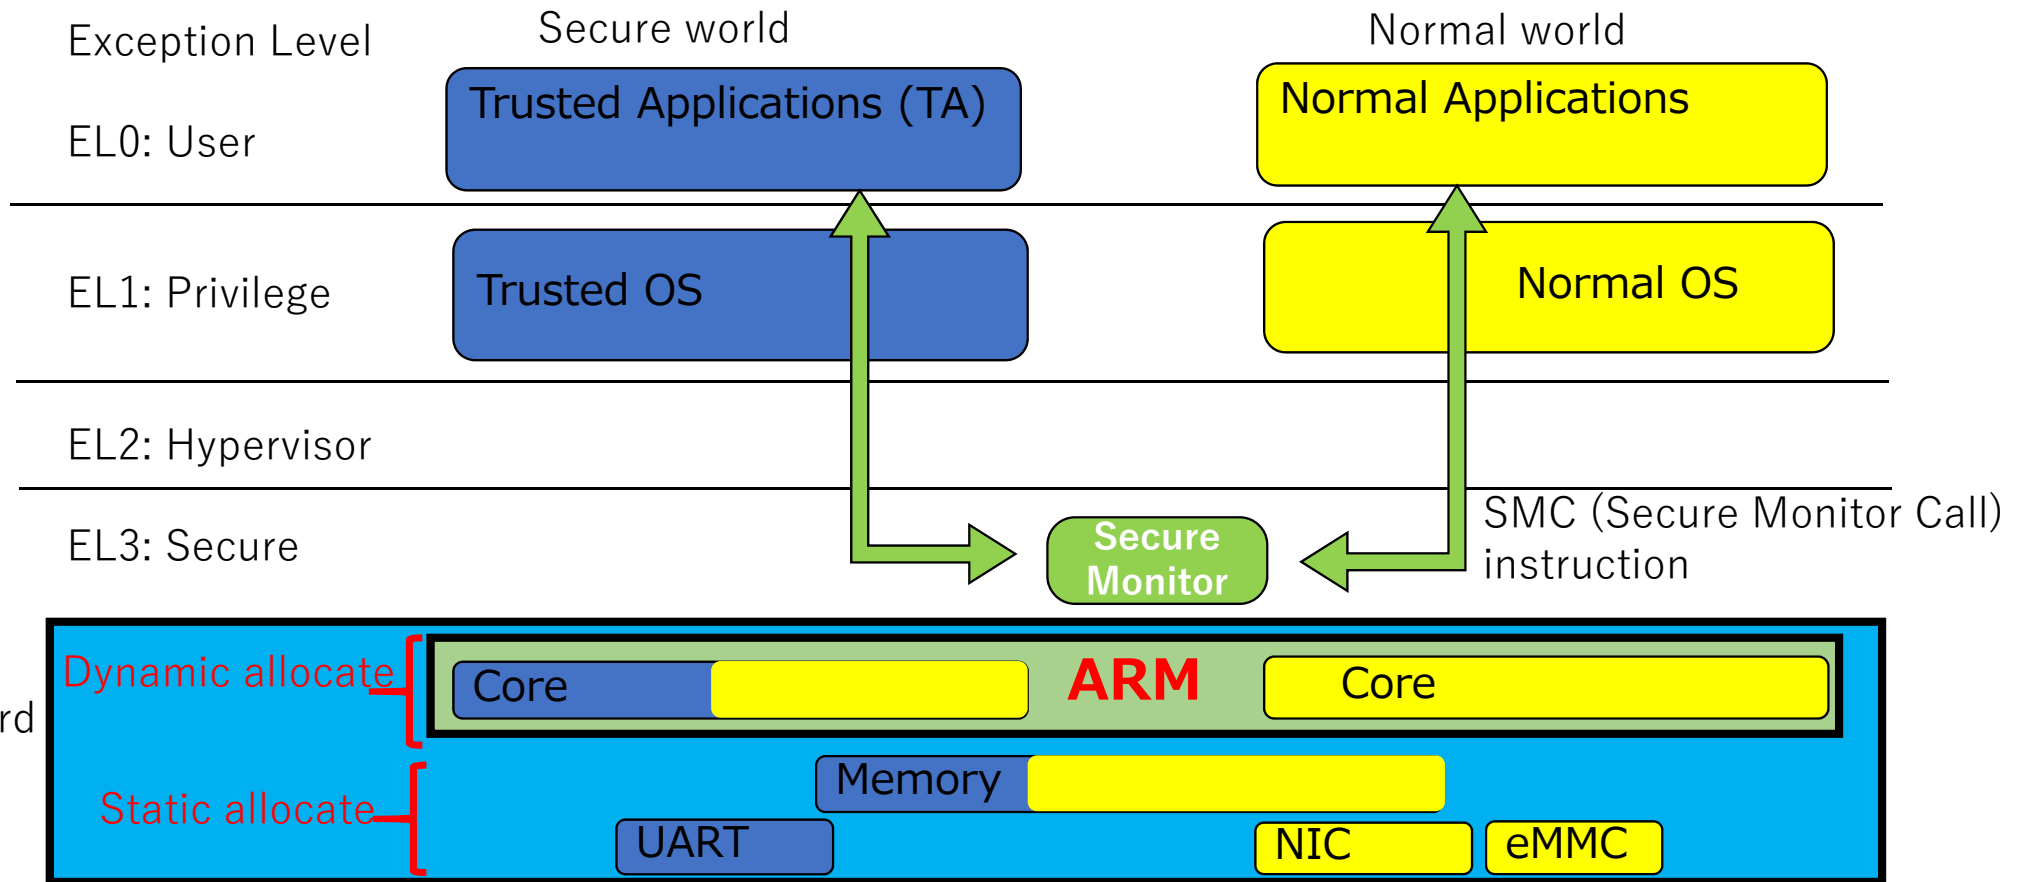 Exception Level
Secure world
Normal world
Trusted Applications (TA)
Normal Applications
EL0: User
EL1: Privilege
Trusted OS
Normal OS
EL2: Hypervisor
EL3: Secure
Secure
Monitor
SMC (Secure Monitor Call)
instruction
Dynamic allocate
Core
ARM
Core
rd
Static allocate
Memory
UART
NIC
eMMC